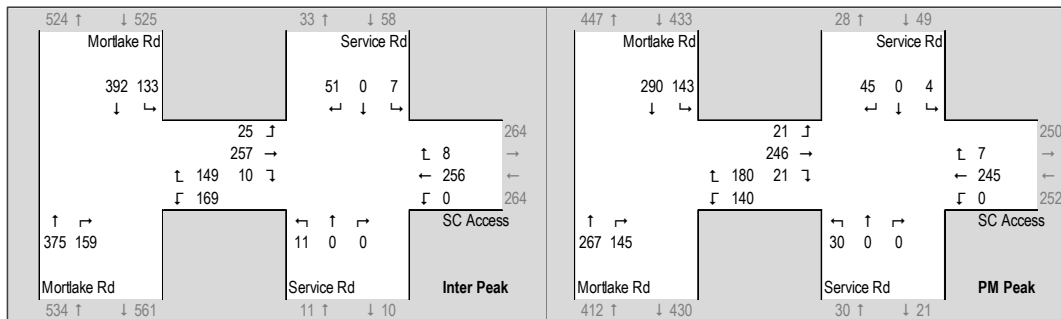 524 ↑ ↓ 525 33 ↑ ↓ 58 447 ↑ ↓ 433 28 ↑ ↓ 49
Mortlake Rd Service Rd Mortlake Rd Service Rd
392 133 51 0 7 290 143 45 0 4
↓ ↳ ↵ ↓ ↳ ↓ ↳ ↵ ↓ ↳
25 ⮥ 264 21 ⮥ 250
257 → ↰ 8 → 246 → ↰ 7 →
↰ 149 10 ⮧ ← 256 ← ↰ 180 21 ⮧ ← 245 ←
↲ 169 ↲ 0 264 ↲ 140 ↲ 0 252
↑ ↱ ↰ ↑ ↱ SC Access ↑ ↱ ↰ ↑ ↱ SC Access
375 159 11 0 0 267 145 30 0 0
Mortlake Rd Service Rd Inter Peak Mortlake Rd Service Rd PM Peak
534 ↑ ↓ 561 11 ↑ ↓ 10 412 ↑ ↓ 430 30 ↑ ↓ 21